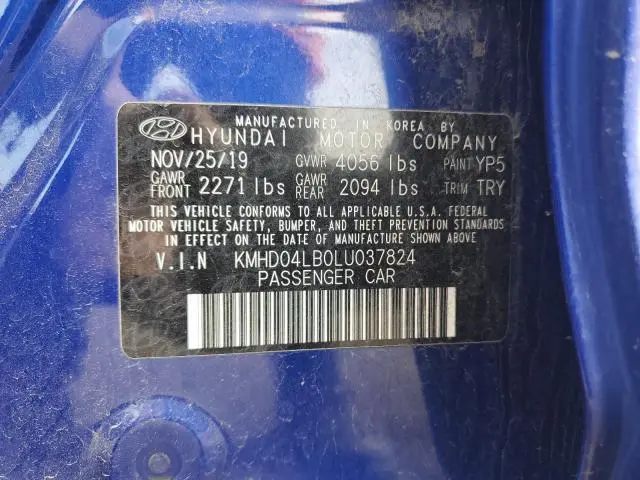 MANUFACTURED IN KOREA BY
HYUNDAI MOTOR COMPANY
NOV/25/19 GVWR 4056 lbs PAINT YP5
GAWR FRONT 2271 lbs GAWR REAR 2094 lbs TRIM TRY
THIS VEHICLE CONFORMS TO ALL APPLICABLE U.S.A. FEDERAL
MOTOR VEHICLE SAFETY, BUMPER, AND THEFT PREVENTION STANDARDS
IN EFFECT ON THE DATE OF MANUFACTURE SHOWN ABOVE.
V.I.N KMHD04LB0LU037824
PASSENGER CAR